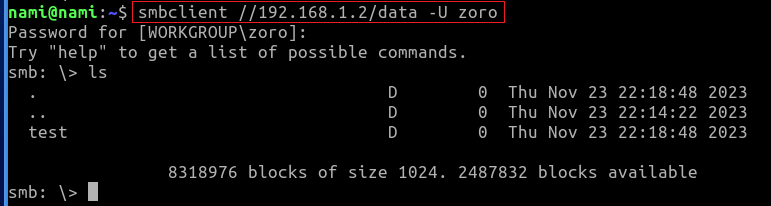 nami@nami:~$ smbclient //192.168.1.2/data -U zoro
Password for [WORKGROUP\zoro]:
Try "help" to get a list of possible commands.
smb: \> ls
  .                                   D        0  Thu Nov 23 22:18:48 2023
  ..                                  D        0  Thu Nov 23 22:14:22 2023
  test                                D        0  Thu Nov 23 22:18:48 2023
                8318976 blocks of size 1024. 2487832 blocks available
smb: \>